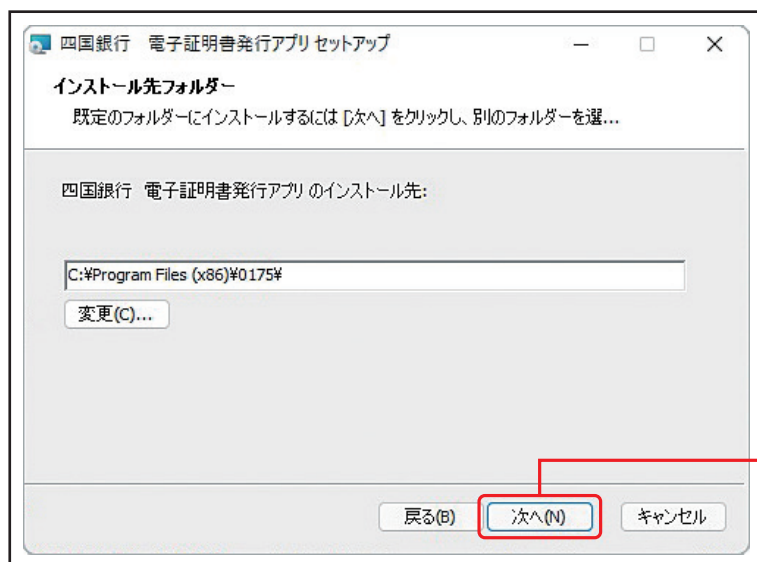 四国銀行 電子証明書発行アプリ セットアップ
インストール先フォルダー
既定のフォルダーにインストールするには [次へ] をクリックし、別のフォルダーを選...
四国銀行 電子証明書発行アプリ のインストール先:
C:¥Program Files (x86)¥0175¥
変更(C)...
戻る(B) 次へ(N) キャンセル